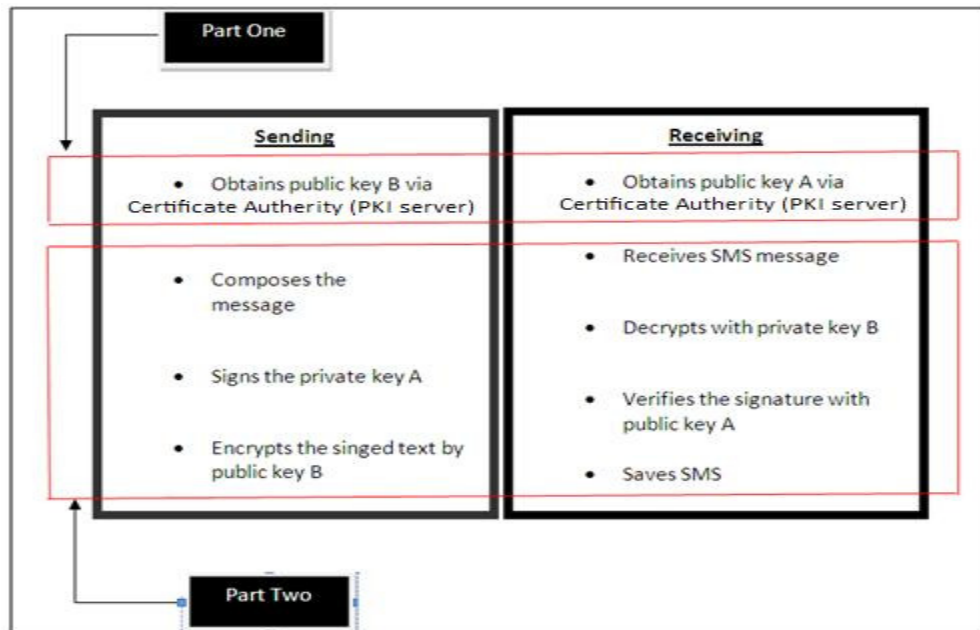 Part One
Sending
• Obtains public key B via
Certificate Autherity (PKI server)
• Composes the
message
• Signs the private key A
• Encrypts the singed text by
public key B
Receiving
• Obtains public key A via
Certificate Autherity (PKI server)
• Receives SMS message
• Decrypts with private key B
• Verifies the signature with
public key A
• Saves SMS
Part Two